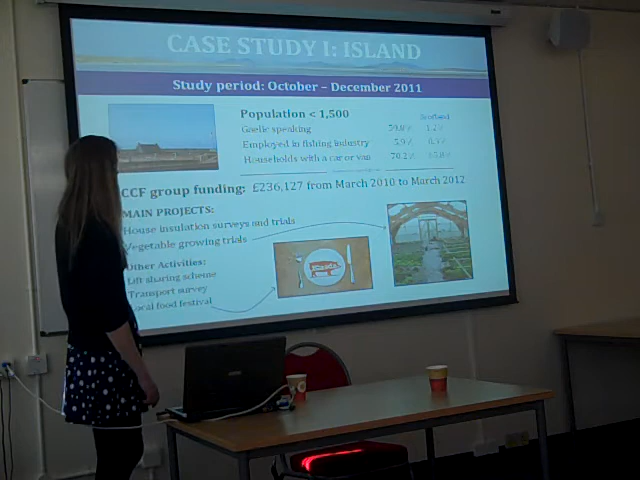 CASE STUDY I: ISLAND
Study period: October – December 2011
Population < 1,500
Scotland
Gaelic speaking
Employed in fishing industry
Households with a car or van 70.2%
CCF group funding: £236,127 from March 2010 to March 2012
MAIN PROJECTS:
House insulation surveys and trials
Vegetable growing trials
Other Activities:
Lift sharing scheme
Transport survey
Local food festival